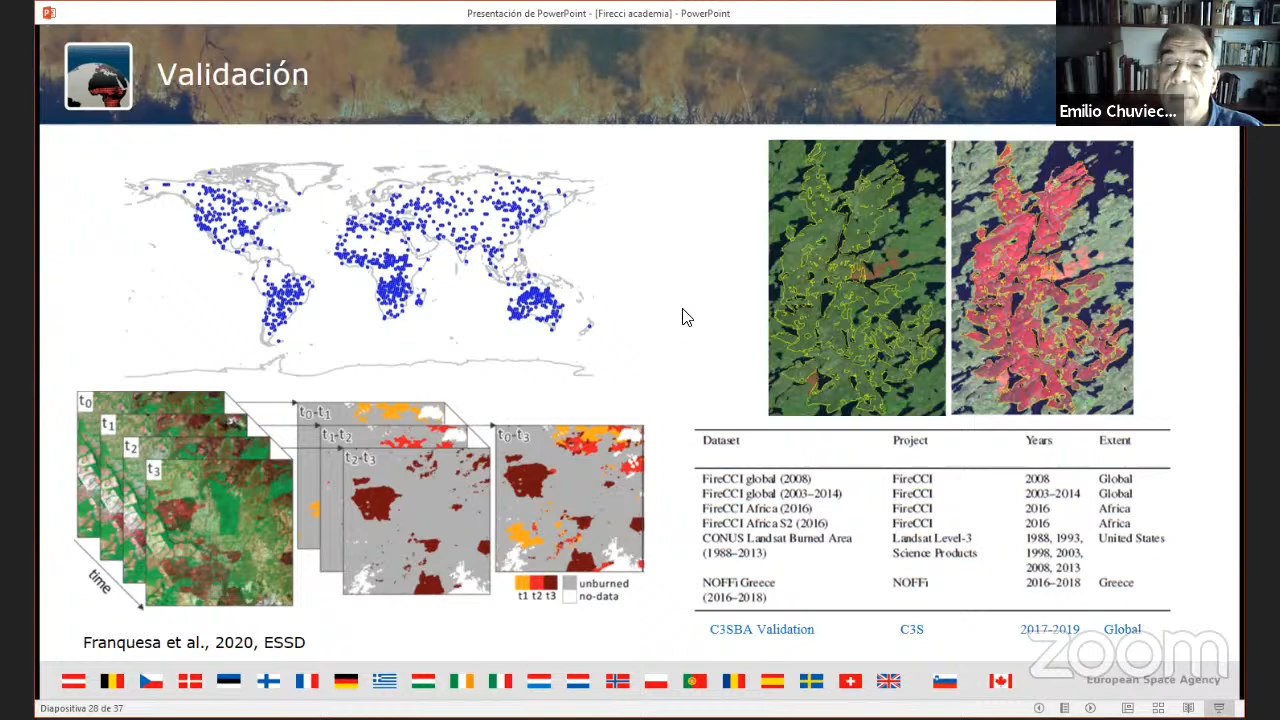 Presentación de PowerPoint - [Firecci academia] - PowerPoint
Emilio Chuviec...
Validación
t0
t1
t2
t3
time
t0-t1
t1-t2
t2-t3
t0-t3
t1 t2 t3
unburned
no-data
Franquesa et al., 2020, ESSD
Dataset Project Years Extent
FireCCI global (2008) FireCCI 2008 Global
FireCCI global (2003–2014) FireCCI 2003–2014 Global
FireCCI Africa (2016) FireCCI 2016 Africa
FireCCI Africa S2 (2016) FireCCI 2016 Africa
CONUS Landsat Burned Area Landsat Level-3 1988, 1993, United States
(1988–2013) Science Products 1998, 2003,
2008, 2013
NOFFi Greece NOFFi 2016–2018 Greece
(2016–2018)
C3SBA Validation C3S 2017-2019 Global
zoom
European Space Agency
Diapositiva 28 de 37